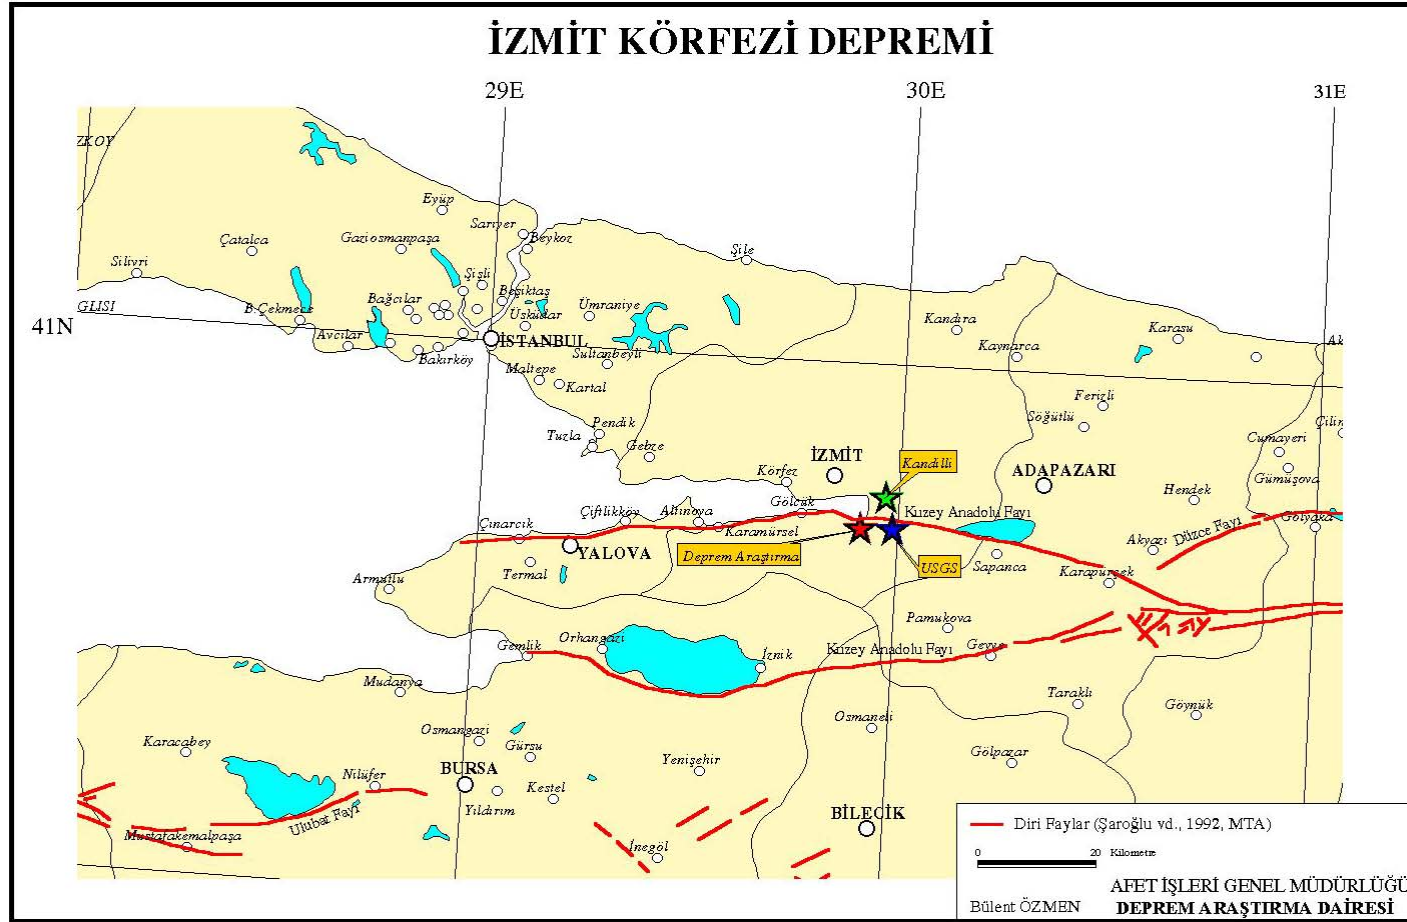 İZMİT KÖRFEZİ DEPREMİ
29E
30E
31E
ZKOY
Eyüp
Sarıyer
Beykoz
Çatalca
Gaziosmanpaşa
Şile
Silivri
Şişli
Beşiktaş
GLISI
B.Çekmece
Bağcılar
Ümraniye
Üsküdar
41N
Avcılar
İSTANBUL
Kandıra
Karasu
Kaynarca
Ak
Bakırköy
Sultanbeyli
Maltepe
Kartal
Ferizli
Söğütlü
Pendik
Tuzla
Gebze
Çilin
Cumayeri
İZMİT
Kandilli
Körfez
ADAPAZARI
Gümüşova
Hendek
Gölcük
Çınarcık
Çiftlikköy
Altınova
Karamürsel
Kuzey Anadolu Fayı
Gölyaka
Düzce Fayı
Akyazı
YALOVA
Deprem Araştırma
USGS
Sapanca
Karapürçek
Termal
Armutlu
Pamukova
Gemlik
Orhangazi
İznik
Kuzey Anadolu Fayı
Geyve
Mudanya
Taraklı
Göynük
Osmaneli
Osmangazi
Gürsu
Karacabey
Yenişehir
Gölpazar
BURSA
Nilüfer
Kestel
Yıldırım
Ulubat Fayı
Mustafakemalpaşa
İnegöl
BİLECİK
Diri Faylar (Şaroğlu vd., 1992, MTA)
0 20 Kilometre
AFET İŞLERİ GENEL MÜDÜRLÜĞÜ
Bülent ÖZMEN
DEPREM ARAŞTIRMA DAİRESİ